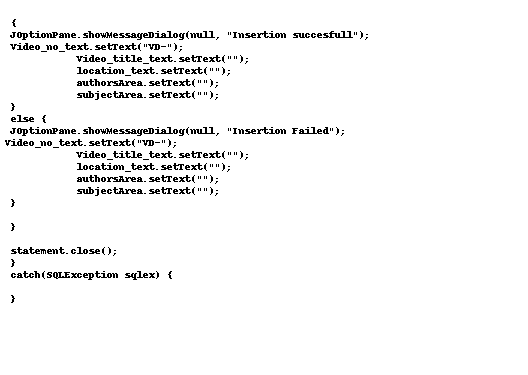 {
JOptionPane.showMessageDialog(null, "Insertion succesfull");
Video_no_text.setText("VD-");
Video_title_text.setText("");
location_text.setText("");
authorsArea.setText("");
subjectArea.setText("");
}
else {
JOptionPane.showMessageDialog(null, "Insertion Failed");
Video_no_text.setText("VD-");
Video_title_text.setText("");
location_text.setText("");
authorsArea.setText("");
subjectArea.setText("");
}
}
statement.close();
}
catch(SQLException sqlex) {
}